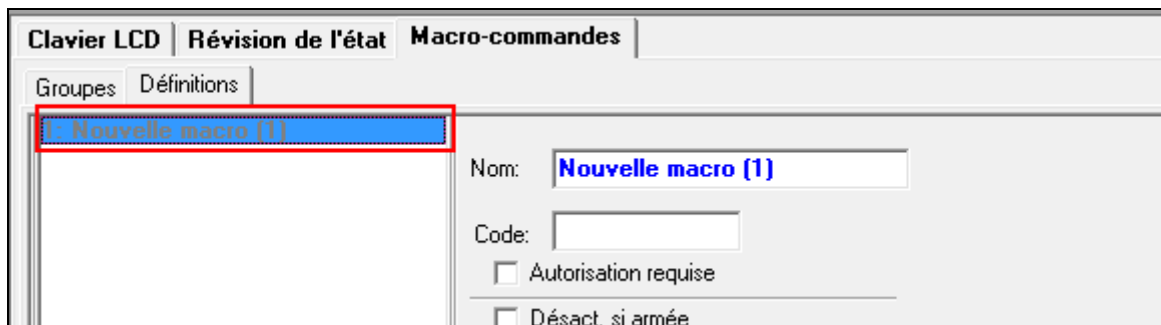 Clavier LCD Révision de l'état Macro-commandes
Groupes Définitions
1: Nouvelle macro (1)
Nom: Nouvelle macro (1)
Code:
Autorisation requise
Désact. si armée